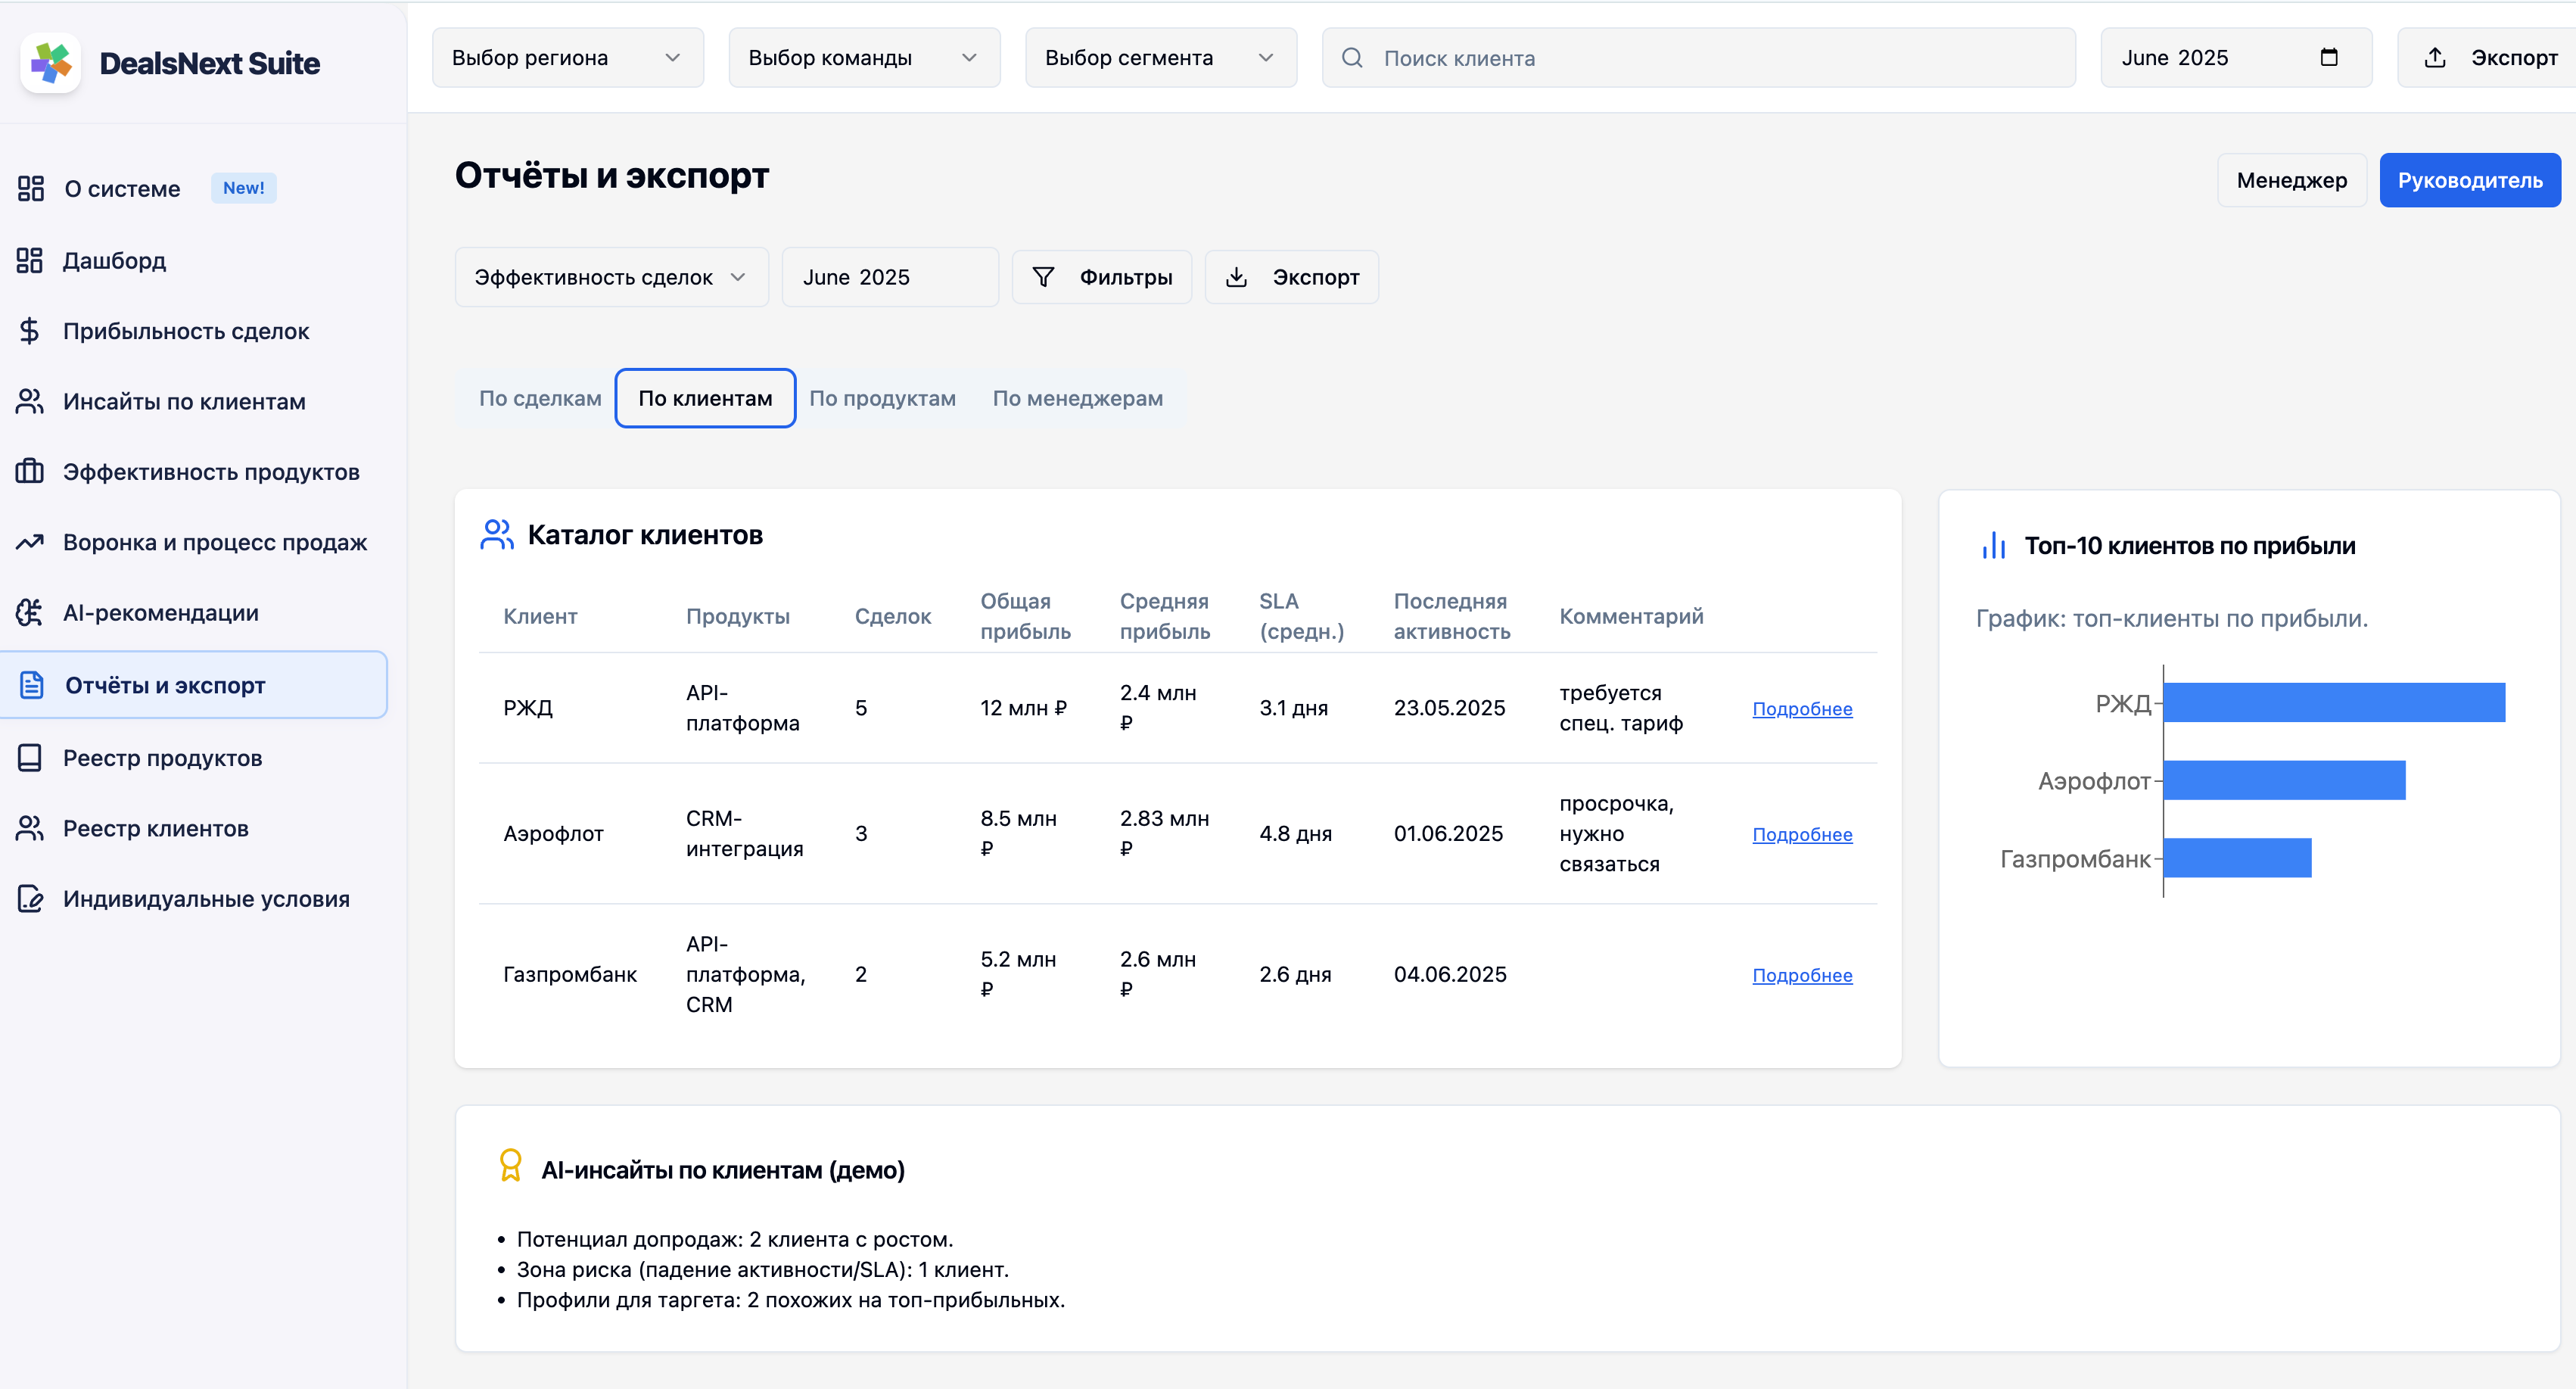 DealsNext Suite
Выбор региона
Выбор команды
Выбор сегмента
Поиск клиента
June 2025
Экспорт
О системе
New!
Дашборд
Прибыльность сделок
Инсайты по клиентам
Эффективность продуктов
Воронка и процесс продаж
AI-рекомендации
Отчёты и экспорт
Реестр продуктов
Реестр клиентов
Индивидуальные условия
Отчёты и экспорт
Менеджер
Руководитель
Эффективность сделок
June 2025
Фильтры
Экспорт
По сделкам
По клиентам
По продуктам
По менеджерам
Каталог клиентов
Клиент
Продукты
Сделок
Общая
прибыль
Средняя
прибыль
SLA
(средн.)
Последняя
активность
Комментарий
РЖД
API-
платформа
5
12 млн ₽
2.4 млн
₽
3.1 дня
23.05.2025
требуется
спец. тариф
Подробнее
Аэрофлот
CRM-
интеграция
3
8.5 млн
₽
2.83 млн
₽
4.8 дня
01.06.2025
просрочка,
нужно
связаться
Подробнее
Газпромбанк
API-
платформа,
CRM
2
5.2 млн
₽
2.6 млн
₽
2.6 дня
04.06.2025
Подробнее
Топ-10 клиентов по прибыли
График: топ-клиенты по прибыли.
РЖД
Аэрофлот
Газпромбанк
AI-инсайты по клиентам (демо)
• Потенциал допродаж: 2 клиента с ростом.
• Зона риска (падение активности/SLA): 1 клиент.
• Профили для таргета: 2 похожих на топ-прибыльных.